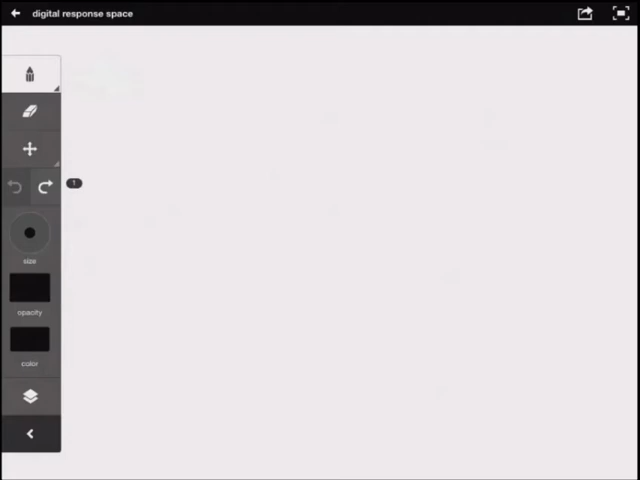 digital response space
1
size
opacity
color